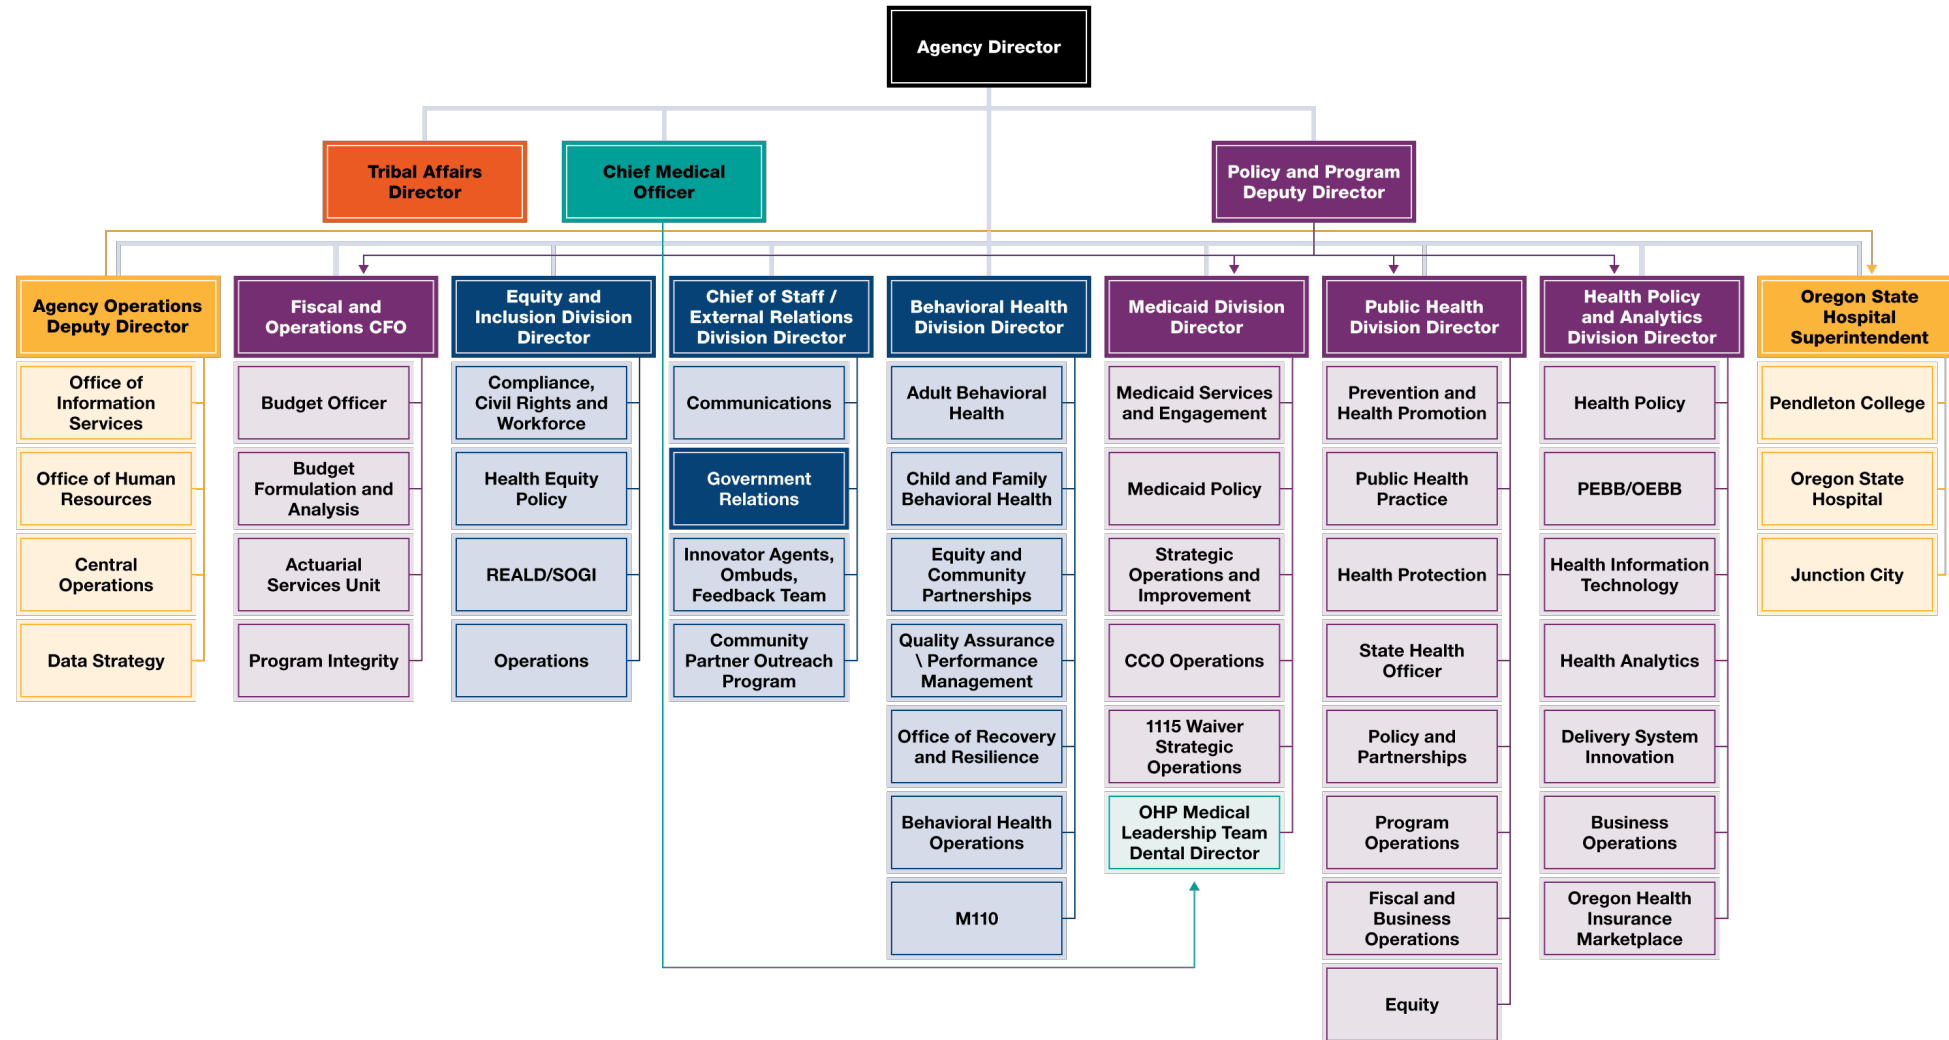 Agency Director
Tribal Affairs
Director
Chief Medical
Officer
Policy and Program
Deputy Director
Agency Operations
Deputy Director
Office of
Information
Services
Office of Human
Resources
Central
Operations
Data Strategy
Fiscal and
Operations CFO
Budget Officer
Budget
Formulation and
Analysis
Actuarial
Services Unit
Program Integrity
Equity and
Inclusion Division
Director
Compliance,
Civil Rights and
Workforce
Health Equity
Policy
REALD/SOGI
Operations
Chief of Staff /
External Relations
Division Director
Communications
Government
Relations
Innovator Agents,
Ombuds,
Feedback Team
Community
Partner Outreach
Program
Behavioral Health
Division Director
Adult Behavioral
Health
Child and Family
Behavioral Health
Equity and
Community
Partnerships
Quality Assurance
\ Performance
Management
Office of Recovery
and Resilience
Behavioral Health
Operations
M110
Medicaid Division
Director
Medicaid Services
and Engagement
Medicaid Policy
Strategic
Operations and
Improvement
CCO Operations
1115 Waiver
Strategic
Operations
OHP Medical
Leadership Team
Dental Director
Public Health
Division Director
Prevention and
Health Promotion
Public Health
Practice
Health Protection
State Health
Officer
Policy and
Partnerships
Program
Operations
Fiscal and
Business
Operations
Equity
Health Policy
and Analytics
Division Director
Health Policy
PEBB/OEBB
Health Information
Technology
Health Analytics
Delivery System
Innovation
Business
Operations
Oregon Health
Insurance
Marketplace
Oregon State
Hospital
Superintendent
Pendleton College
Oregon State
Hospital
Junction City